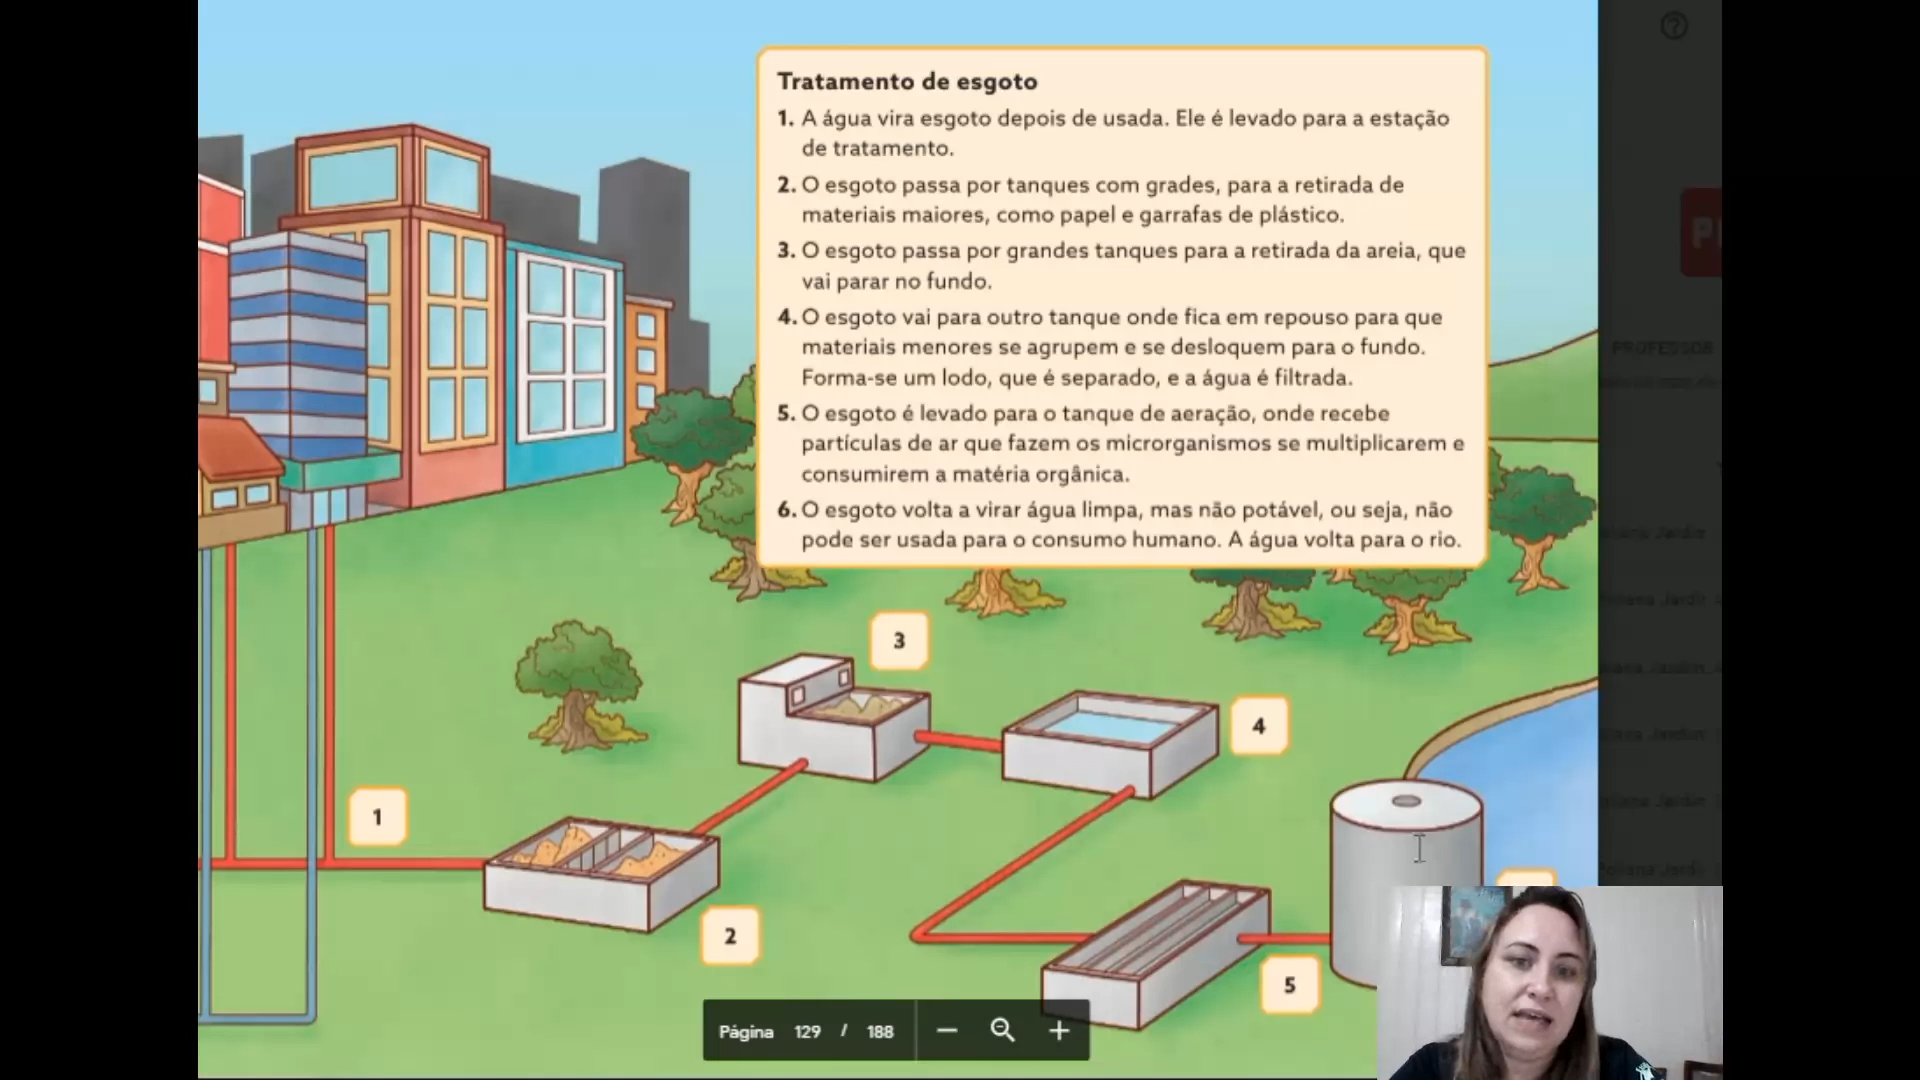 Tratamento de esgoto
1. A água vira esgoto depois de usada. Ele é levado para a estação
de tratamento.
2. O esgoto passa por tanques com grades, para a retirada de
materiais maiores, como papel e garrafas de plástico.
3. O esgoto passa por grandes tanques para a retirada da areia, que
vai parar no fundo.
4. O esgoto vai para outro tanque onde fica em repouso para que
materiais menores se agrupem e se desloquem para o fundo.
Forma-se um lodo, que é separado, e a água é filtrada.
5. O esgoto é levado para o tanque de aeração, onde recebe
partículas de ar que fazem os microrganismos se multiplicarem e
consumirem a matéria orgânica.
6. O esgoto volta a virar água limpa, mas não potável, ou seja, não
pode ser usada para o consumo humano. A água volta para o rio.
PROFESSOR
3
4
1
2
5
Página 129 / 188